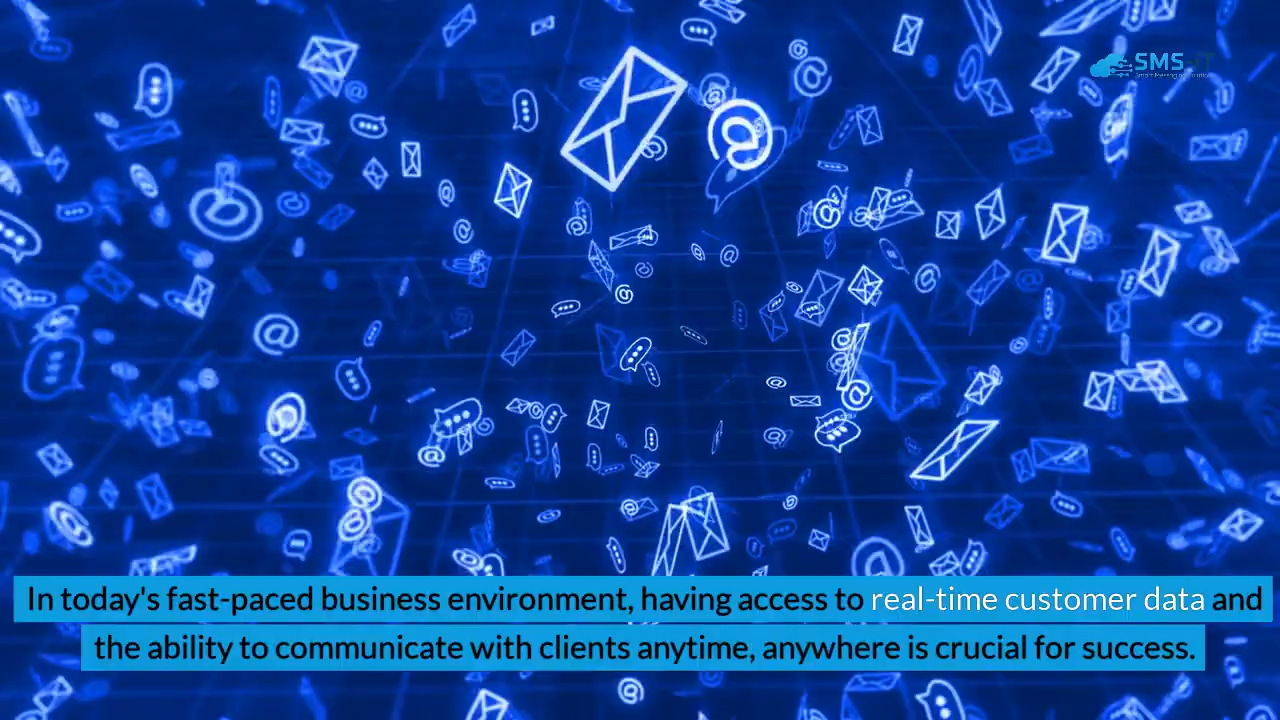 SMS-iT
In today's fast-paced business environment, having access to real-time customer data and
the ability to communicate with clients anytime, anywhere is crucial for success.